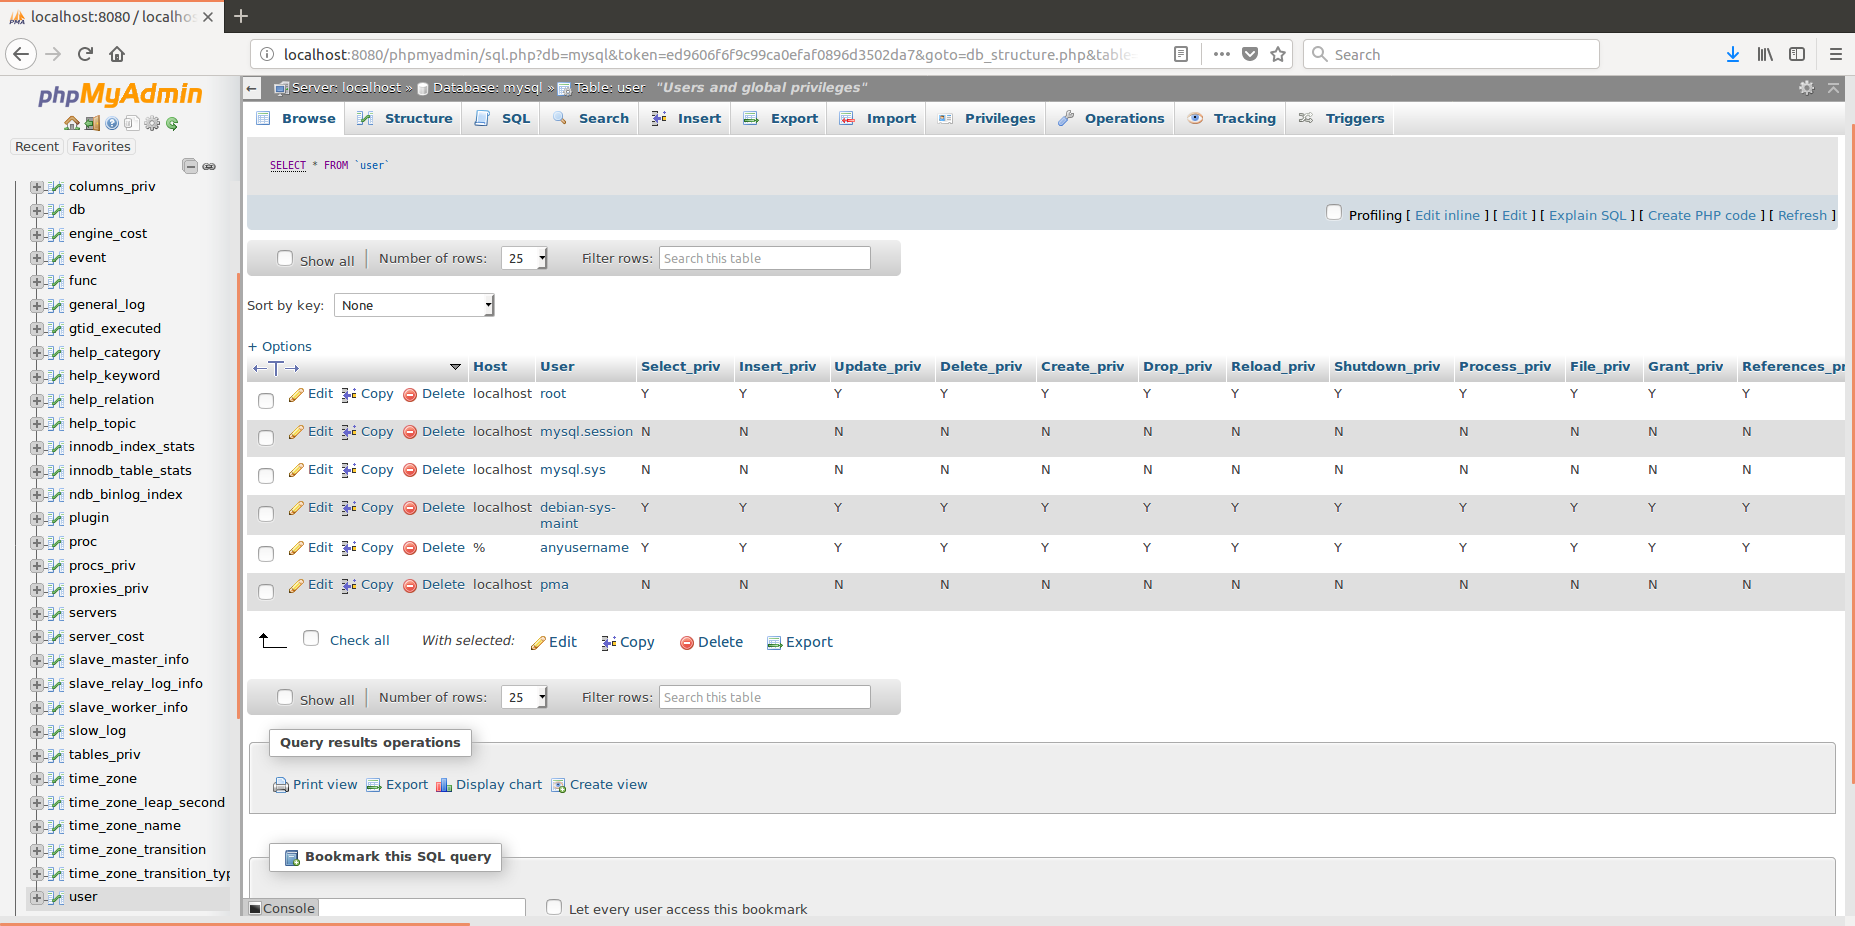 localhost:8080 / localho
localhost:8080/phpmyadmin/sql.php?db=mysql&token=ed9606f6f9c99ca0efaf0896d3502da7&goto=db_structure.php&table
Search
phpMyAdmin
Recent Favorites
columns_priv
db
engine_cost
event
func
general_log
gtid_executed
help_category
help_keyword
help_relation
help_topic
innodb_index_stats
innodb_table_stats
ndb_binlog_index
plugin
proc
procs_priv
proxies_priv
servers
server_cost
slave_master_info
slave_relay_log_info
slave_worker_info
slow_log
tables_priv
time_zone
time_zone_leap_second
time_zone_name
time_zone_transition
time_zone_transition_typ
user
Server: localhost » Database: mysql » Table: user "Users and global privileges"
Browse Structure SQL Search Insert Export Import Privileges Operations Tracking Triggers
SELECT * FROM `user`
Profiling [ Edit inline ] [ Edit ] [ Explain SQL ] [ Create PHP code ] [ Refresh ]
Show all Number of rows: 25 Filter rows: Search this table
Sort by key: None
+ Options
Host User Select_priv Insert_priv Update_priv Delete_priv Create_priv Drop_priv Reload_priv Shutdown_priv Process_priv File_priv Grant_priv References_pr
Edit Copy Delete localhost root Y Y Y Y Y Y Y Y Y Y Y Y
Edit Copy Delete localhost mysql.session N N N N N N N N N N N N
Edit Copy Delete localhost mysql.sys N N N N N N N N N N N N
Edit Copy Delete localhost debian-sys- Y Y Y Y Y Y Y Y Y Y Y Y
maint
Edit Copy Delete % anyusername Y Y Y Y Y Y Y Y Y Y Y Y
Edit Copy Delete localhost pma N N N N N N N N N N N N
Check all With selected: Edit Copy Delete Export
Show all Number of rows: 25 Filter rows: Search this table
Query results operations
Print view Export Display chart Create view
Bookmark this SQL query
Console
Let every user access this bookmark